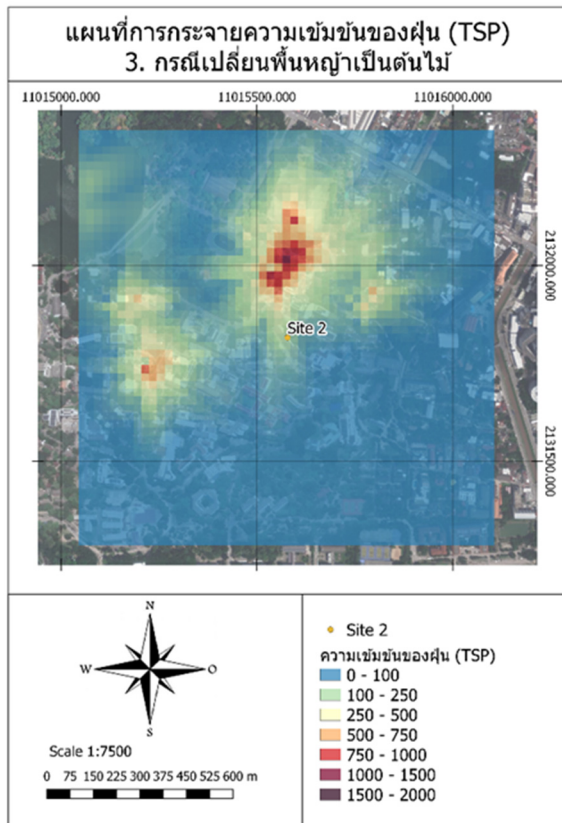 แผนที่การกระจายความเข้มข้นของฝุ่น (TSP)
3. กรณีเปลี่ยนพื้นหญ้าเป็นต้นไม้
11015000.000 11015500.000 11016000.000
2132000.000
Site 2
2131500.000
N
W O
S
Scale 1:7500
0 75 150 225 300 375 450 525 600 m
Site 2
ความเข้มข้นของฝุ่น (TSP)
0 - 100
100 - 250
250 - 500
500 - 750
750 - 1000
1000 - 1500
1500 - 2000